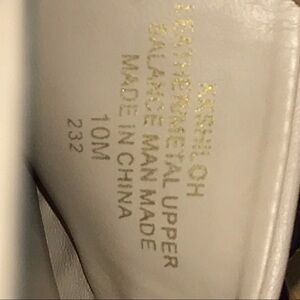 LEATHER/METAL UPPER
BALANCE MAN MADE
MADE IN CHINA
10M
232